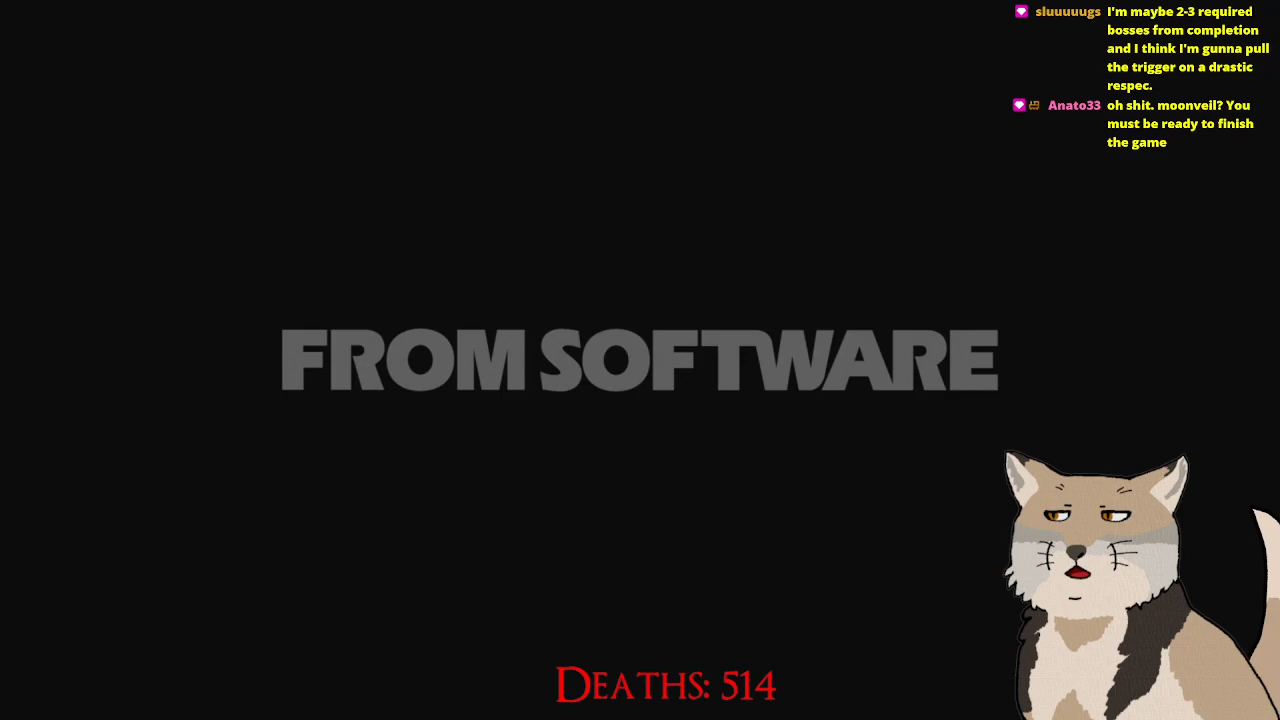 sluuuuugs I'm maybe 2-3 required
bosses from completion
and I think I'm gunna pull
the trigger on a drastic
respec.
Anato33 oh shit. moonveil? You
must be ready to finish
the game
FROM SOFTWARE
Deaths: 514